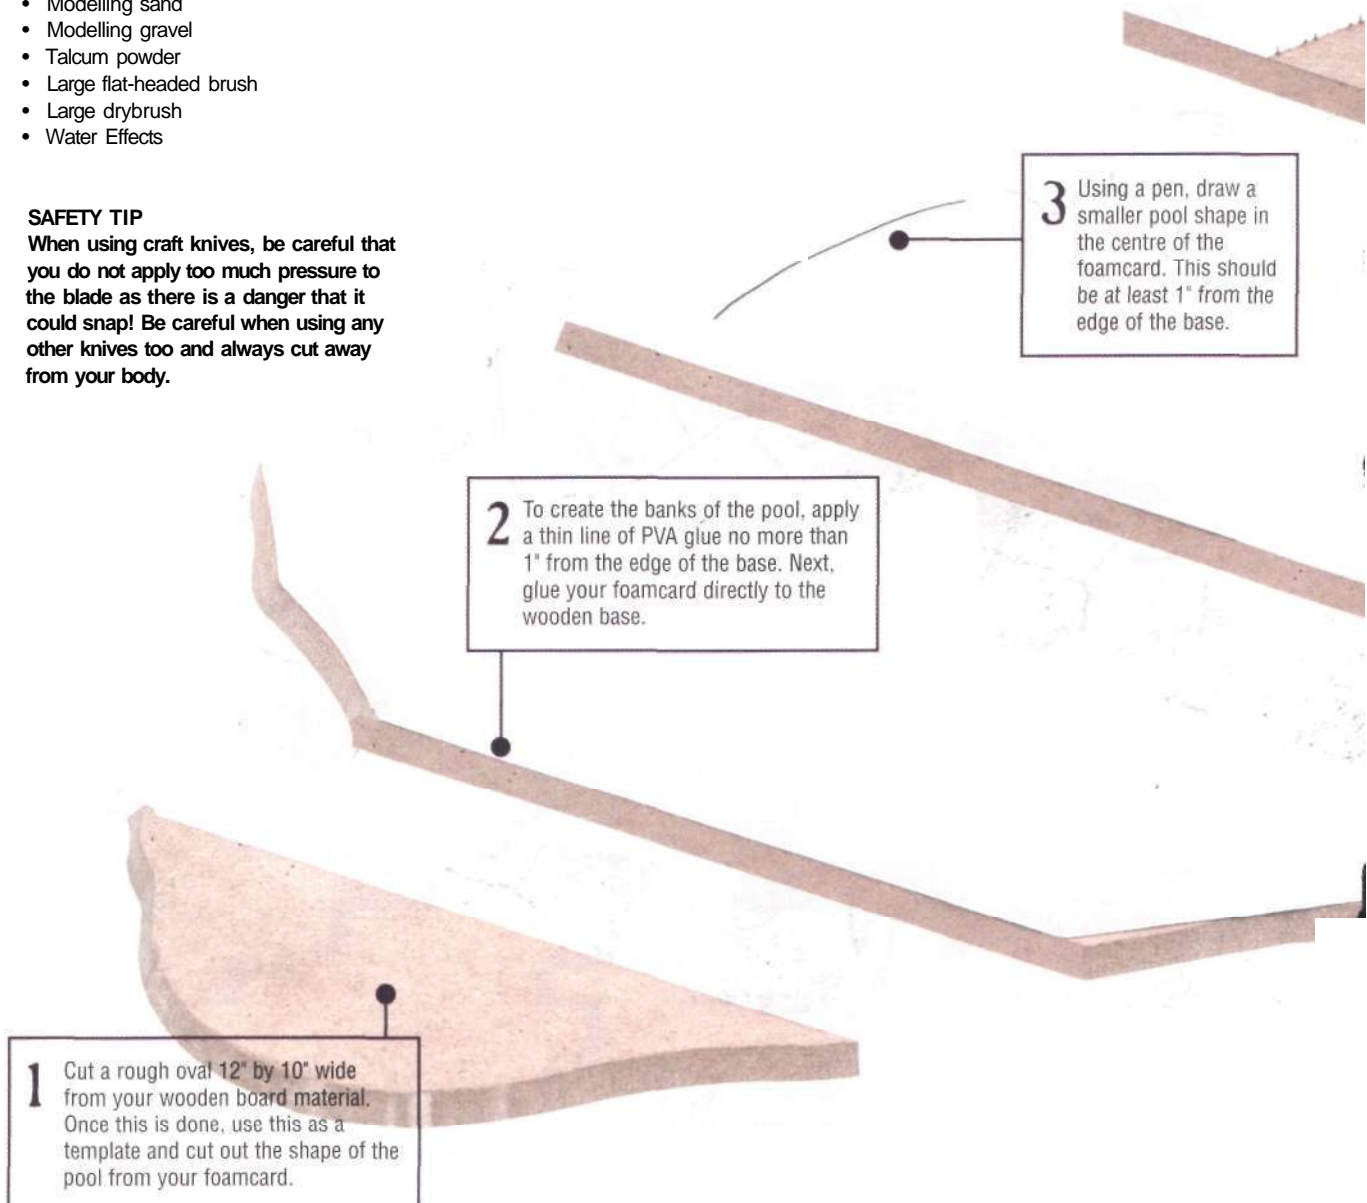 • Modelling sand
• Modelling gravel
• Talcum powder
• Large flat-headed brush
• Large drybrush
• Water Effects
SAFETY TIP
When using craft knives, be careful that
you do not apply too much pressure to
the blade as there is a danger that it
could snap! Be careful when using any
other knives too and always cut away
from your body.
3 Using a pen, draw a
smaller pool shape in
the centre of the
foamcard. This should
be at least 1" from the
edge of the base.
2 To create the banks of the pool, apply
a thin line of PVA glue no more than
1" from the edge of the base. Next,
glue your foamcard directly to the
wooden base.
1 Cut a rough oval 12" by 10" wide
from your wooden board material.
Once this is done, use this as a
template and cut out the shape of the
pool from your foamcard.